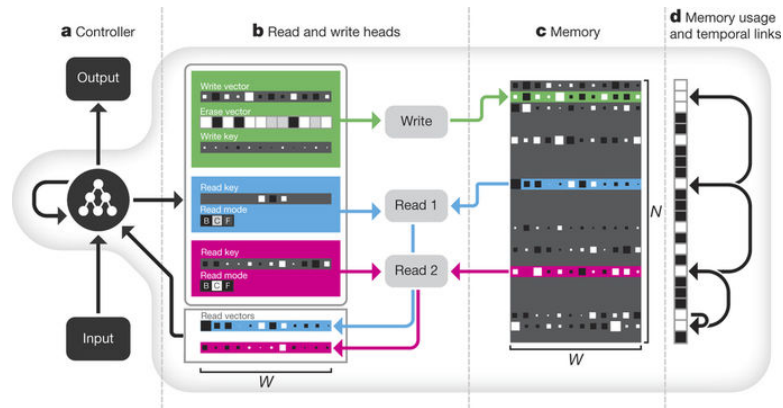 a Controller
b Read and write heads
c Memory
d Memory usage
and temporal links
Output
Input
Write vector
Erase vector
Write key
Read key
Read mode
B C F
Read key
Read mode
B C F
Read vectors
W
Write
Read 1
Read 2
N
W